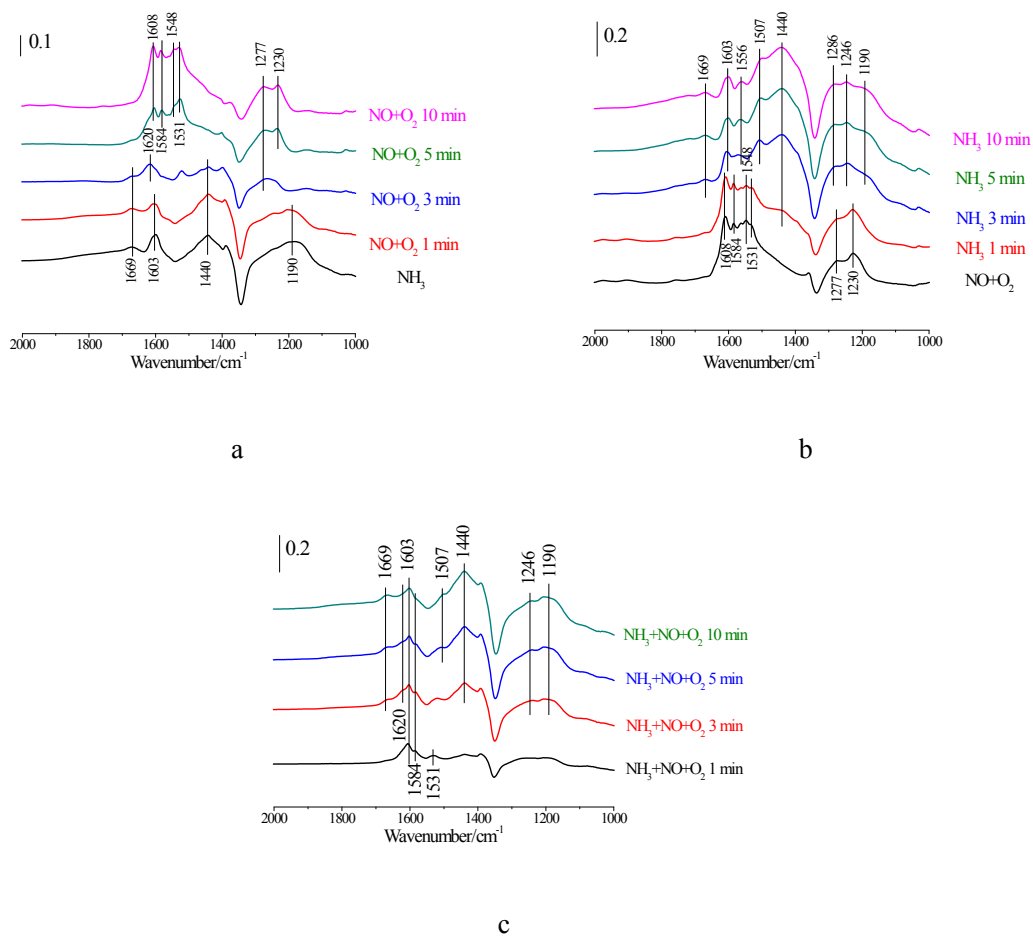 0.1
1608
1548
1277
1230
1620
1584
1531
NO+O₂ 10 min
NO+O₂ 5 min
NO+O₂ 3 min
NO+O₂ 1 min
NH₃
1669
1603
1440
1190
2000 1800 1600 1400 1200 1000
Wavenumber/cm⁻¹
a
0.2
1669
1603
1556
1507
1440
1286
1246
1190
1548
NH₃ 10 min
NH₃ 5 min
NH₃ 3 min
NH₃ 1 min
NO+O₂
1608
1584
1531
1277
1230
2000 1800 1600 1400 1200 1000
Wavenumber/cm⁻¹
b
0.2
1669
1603
1507
1440
1246
1190
NH₃+NO+O₂ 10 min
NH₃+NO+O₂ 5 min
NH₃+NO+O₂ 3 min
NH₃+NO+O₂ 1 min
1620
1584
1531
2000 1800 1600 1400 1200 1000
Wavenumber/cm⁻¹
c